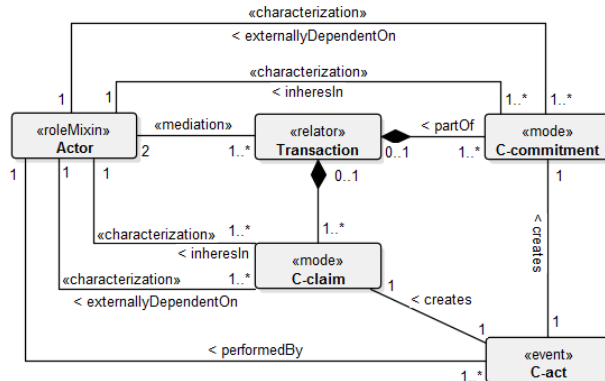 «characterization»
< externallyDependentOn
«characterization»
1 1 < inheresIn 1..* 1..*
«roleMixin» «mediation» «relator» < partOf «mode»
Actor Transaction C-commitment
2 1..* 0..1 1..*
1 1 1 0..1 1
«characterization» 1..* 1..*
< inheresIn
«mode»
«characterization» 1..* C-claim
< creates
< externallyDependentOn 1 < creates
1 1
< performedBy «event»
1..* C-act